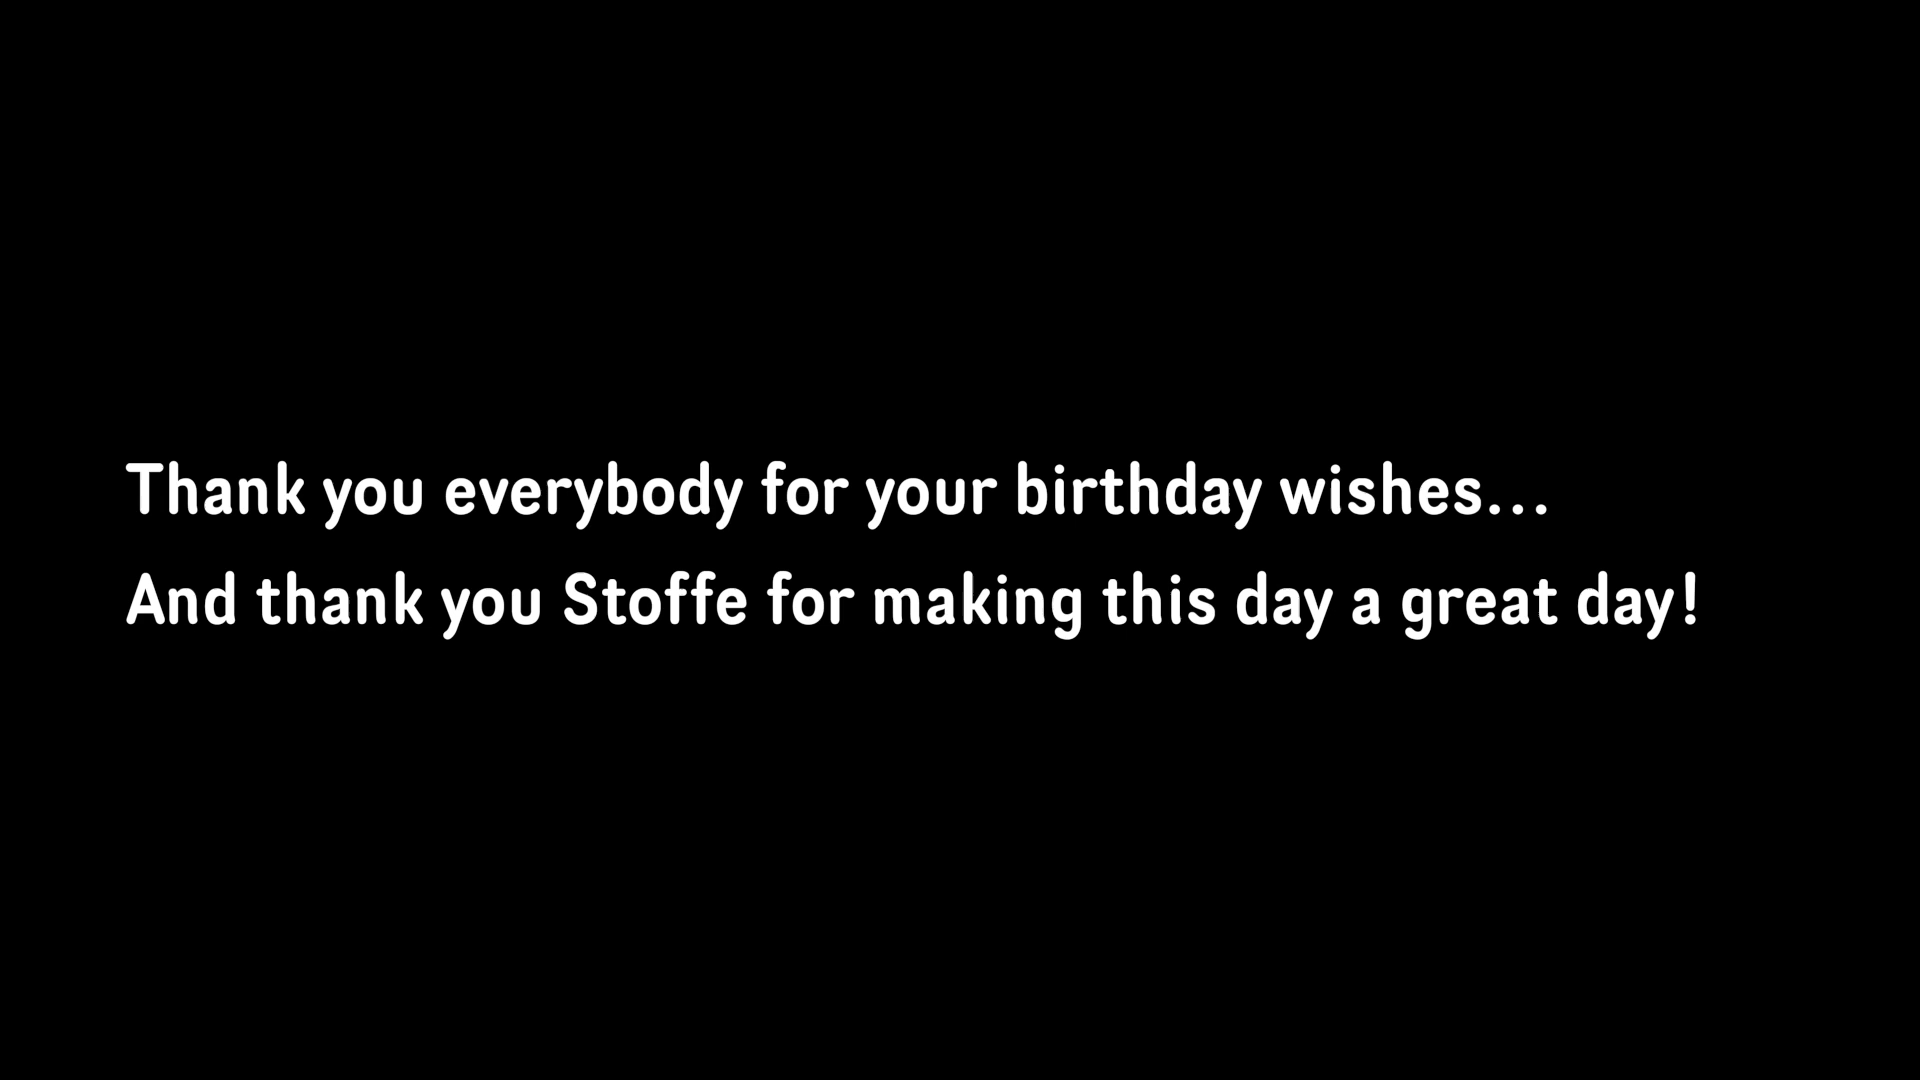 Thank you everybody for your birthday wishes...
And thank you Stoffe for making this day a great day!